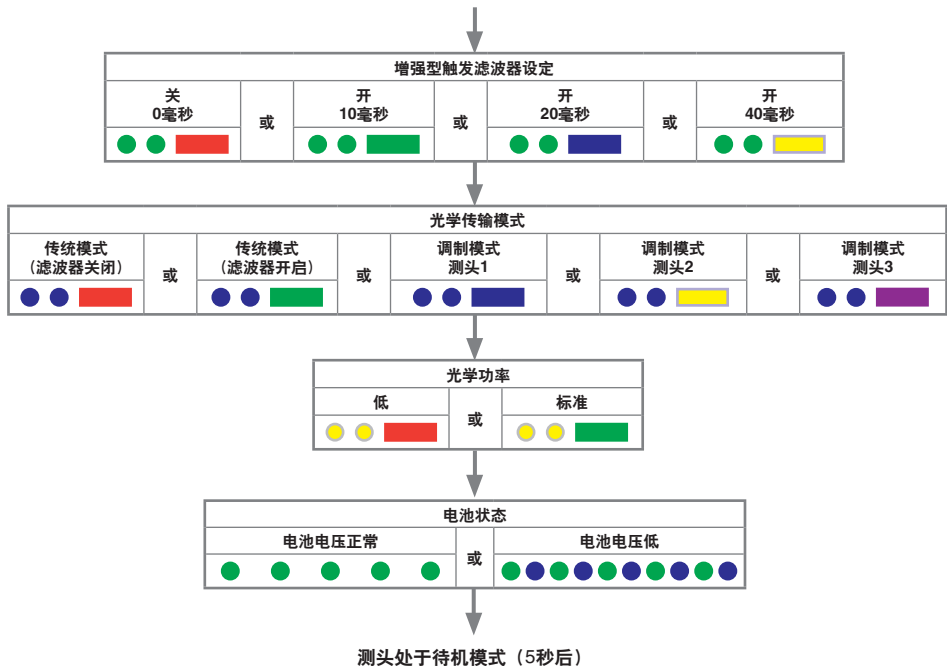 增强型触发滤波器设定
关
0毫秒
或
开
10毫秒
或
开
20毫秒
或
开
40毫秒
光学传输模式
传统模式
（滤波器关闭）
或
传统模式
（滤波器开启）
或
调制模式
测头1
或
调制模式
测头2
或
调制模式
测头3
光学功率
低
或
标准
电池状态
电池电压正常
或
电池电压低
测头处于待机模式（5秒后）